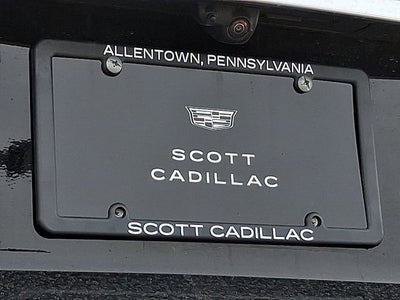 ALLENTOWN, PENNSYLVANIA
SCOTT
CADILLAC
SCOTT CADILLAC